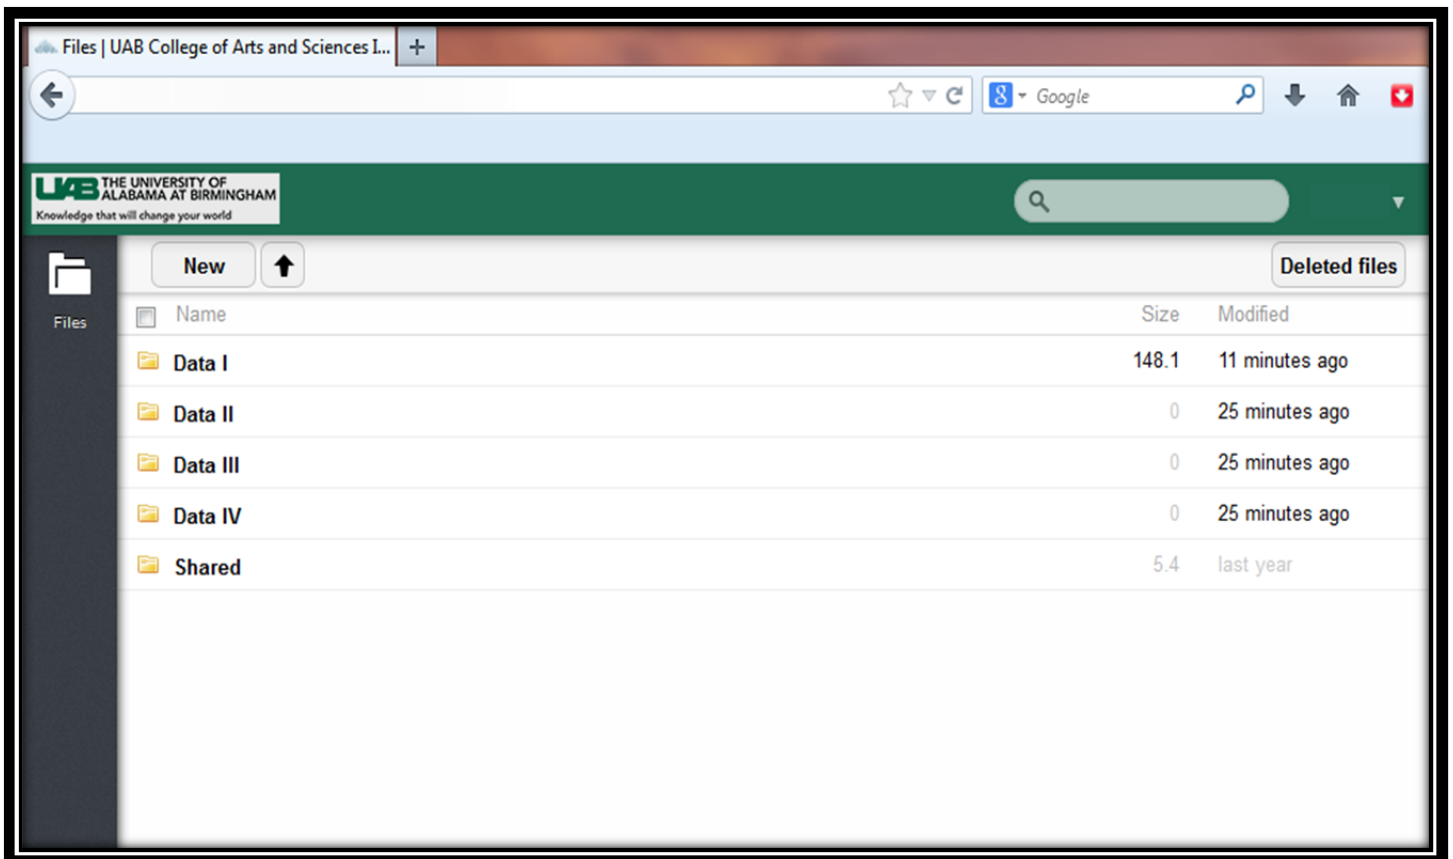 Files | UAB College of Arts and Sciences I... +
8 Google
UAB THE UNIVERSITY OF
ALABAMA AT BIRMINGHAM
Knowledge that will change your world
New Deleted files
Files
Name Size Modified
Data I 148.1 11 minutes ago
Data II 0 25 minutes ago
Data III 0 25 minutes ago
Data IV 0 25 minutes ago
Shared 5.4 last year